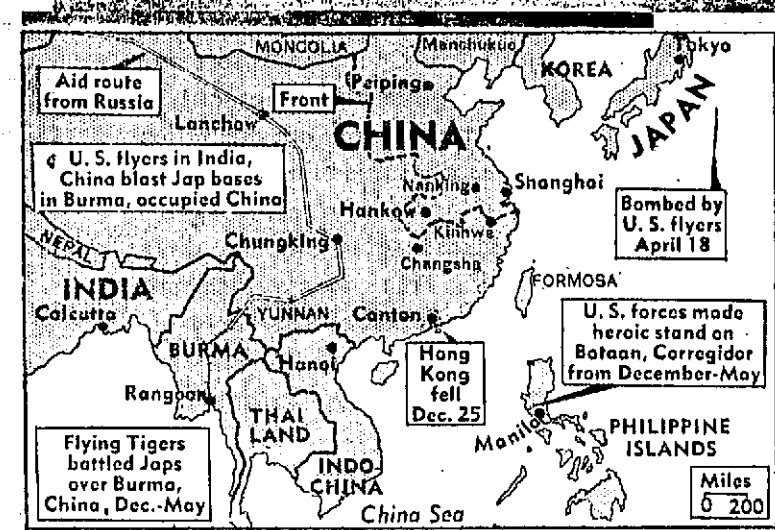 MONGOLIA
Manchukuo
Tokyo
Aid route
from Russia
Peiping
KOREA
Front
JAPAN
Lanchow
CHINA
U. S. flyers in India,
China blast Jap bases
in Burma, occupied China
Nanking
Shanghai
Hankow
Bombed by
U. S. flyers
April 18
NEPAL
Chungking
Kinhwa
Changsha
INDIA
FORMOSA
Calcutta
YUNNAN
Canton
U. S. forces made
heroic stand on
Bataan, Corregidor
from December-May
BURMA
Hanoi
Hong
Kong
fell
Dec. 25
Rangoon
THAI
LAND
Manila
PHILIPPINE
ISLANDS
Flying Tigers
battled Japs
over Burma,
China, Dec.-May
INDO
CHINA
China Sea
Miles
0 200